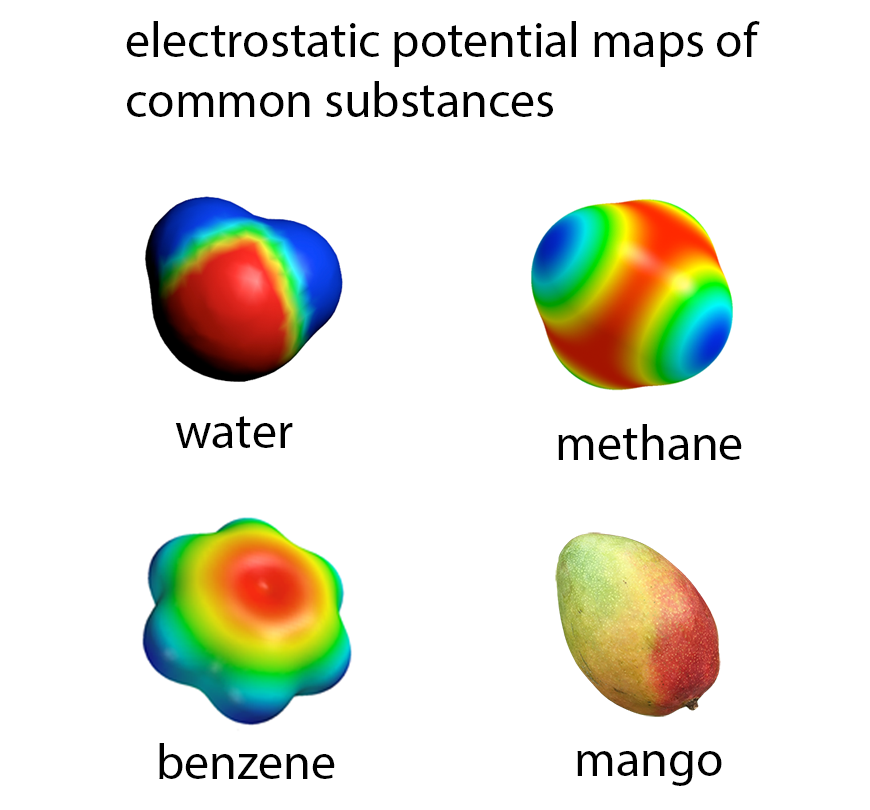 electrostatic potential maps of
common substances
water
methane
benzene
mango